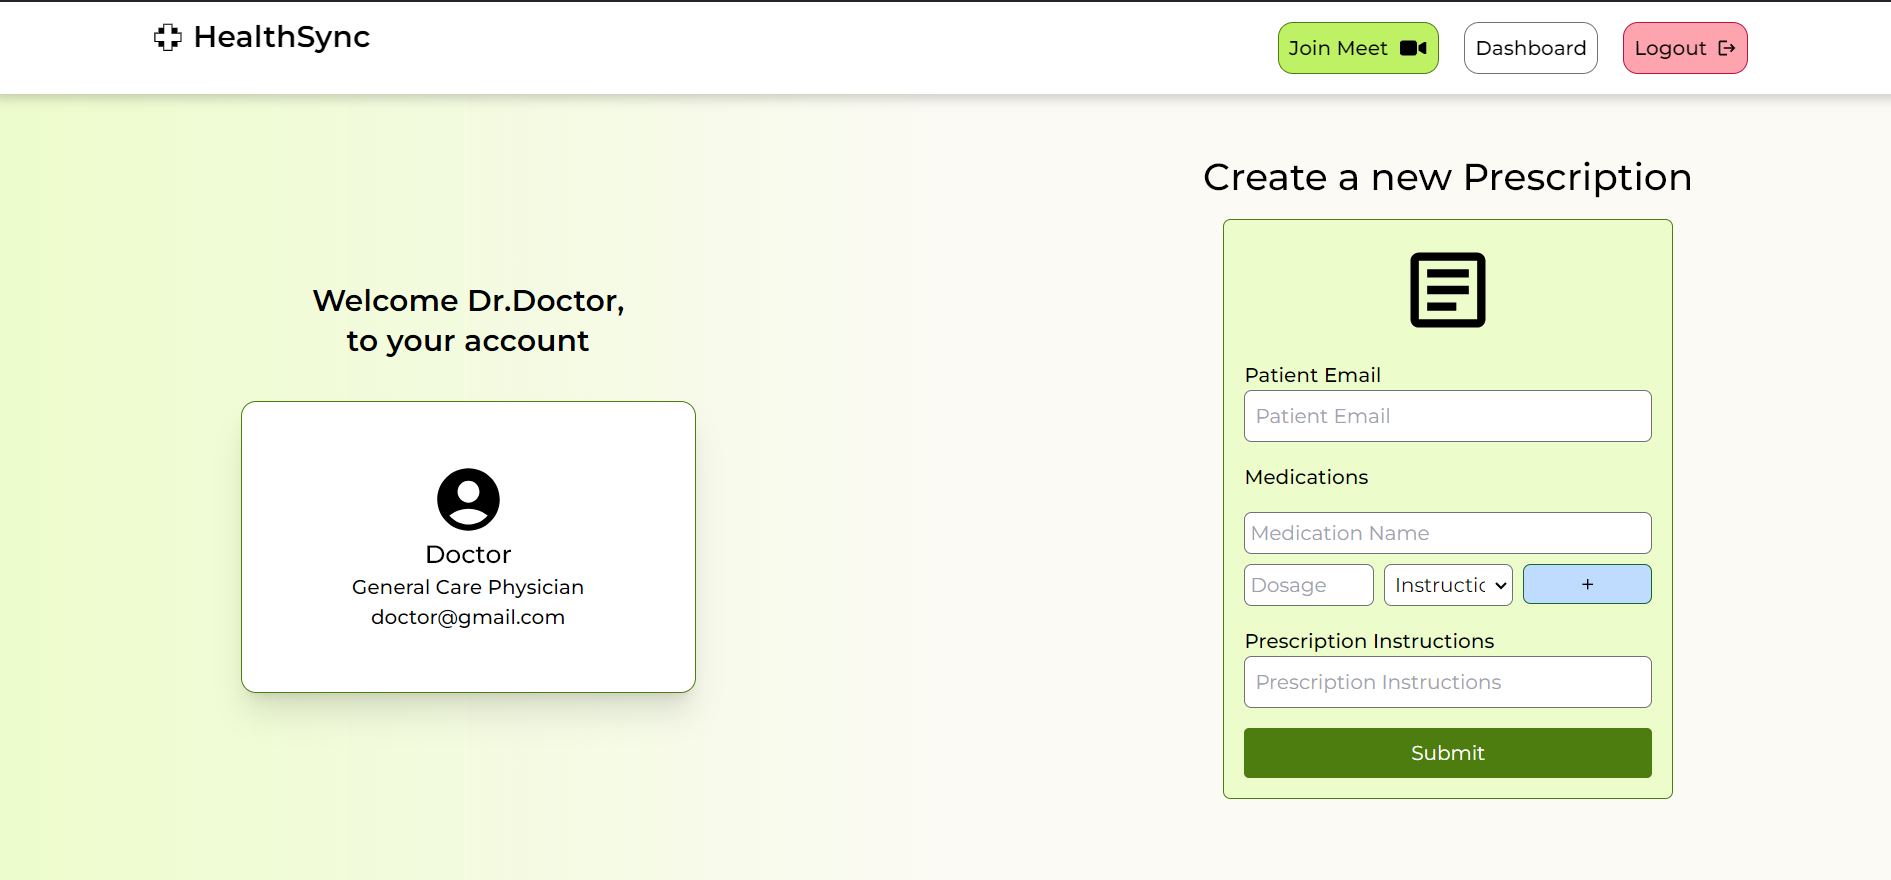 HealthSync
Join Meet
Dashboard
Logout
Welcome Dr.Doctor,
to your account
Doctor
General Care Physician
doctor@gmail.com
Create a new Prescription
Patient Email
Patient Email
Medications
Medication Name
Dosage
Instructic
+
Prescription Instructions
Prescription Instructions
Submit